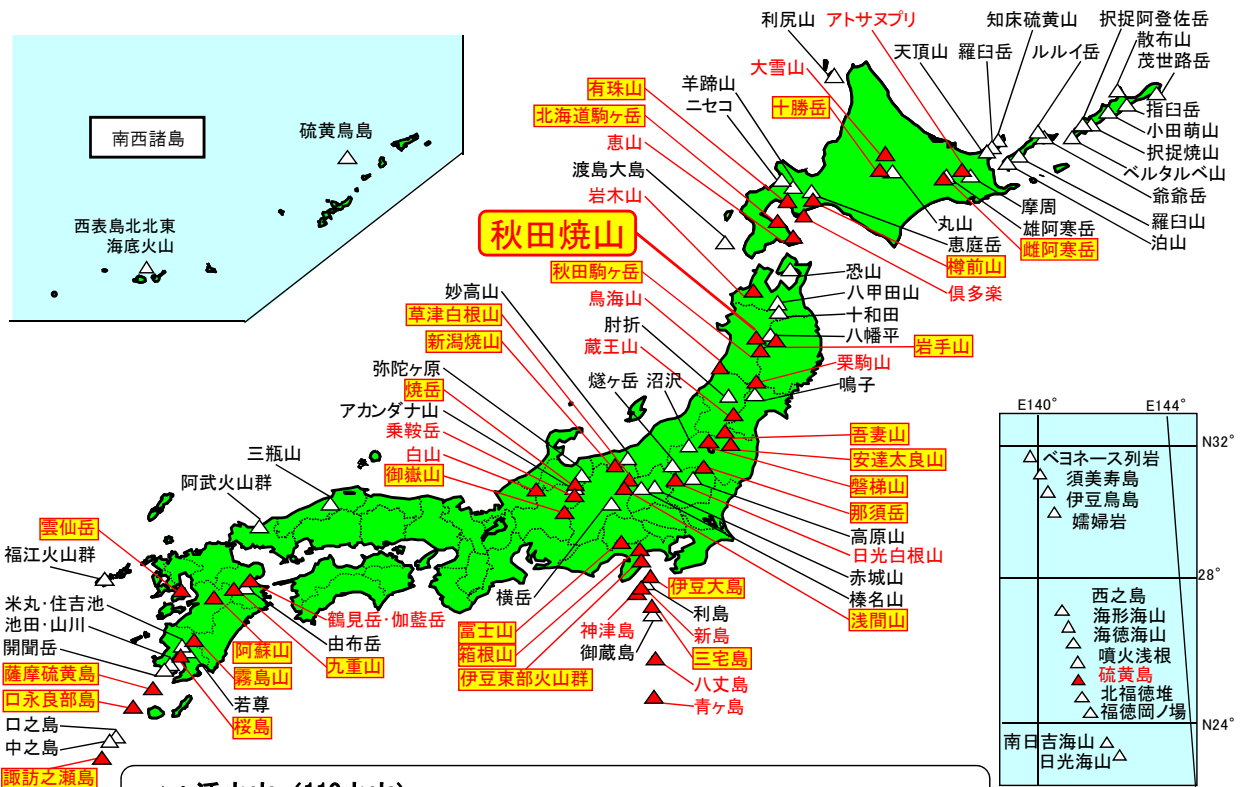 南西諸島
硫黄鳥島
西表島北北東
海底火山
利尻山
アトサヌプリ
知床硫黄山
択捉阿登佐岳
散布山
茂世路岳
天頂山
羅臼岳
ルルイ岳
大雪山
羊蹄山
ニセコ
有珠山
北海道駒ヶ岳
恵山
渡島大島
岩木山
十勝岳
指臼岳
小田萌山
択捉焼山
ベルタルベ山
爺爺岳
羅臼山
泊山
摩周
雄阿寒岳
雌阿寒岳
丸山
恵庭岳
樽前山
倶多楽
秋田焼山
秋田駒ヶ岳
鳥海山
肘折
蔵王山
恐山
八甲田山
十和田
八幡平
岩手山
栗駒山
鳴子
妙高山
草津白根山
新潟焼山
弥陀ヶ原
焼岳
アカンダナ山
乗鞍岳
白山
御嶽山
燧ヶ岳
沼沢
吾妻山
安達太良山
磐梯山
那須岳
高原山
日光白根山
赤城山
榛名山
浅間山
三瓶山
阿武火山群
雲仙岳
福江火山群
米丸・住吉池
池田・山川
開聞岳
薩摩硫黄島
口永良部島
口之島
中之島
諏訪之瀬島
鶴見岳・伽藍岳
由布岳
九重山
阿蘇山
霧島山
若尊
桜島
横岳
富士山
箱根山
伊豆東部火山群
伊豆大島
利島
新島
神津島
御蔵島
三宅島
八丈島
青ヶ島
E140°
E144°
N32°
ベヨネース列岩
須美寿島
伊豆鳥島
孀婦岩
28°
西之島
海形海山
海徳海山
噴火浅根
硫黄島
北福徳堆
福徳岡ノ場
N24°
南日吉海山
日光海山